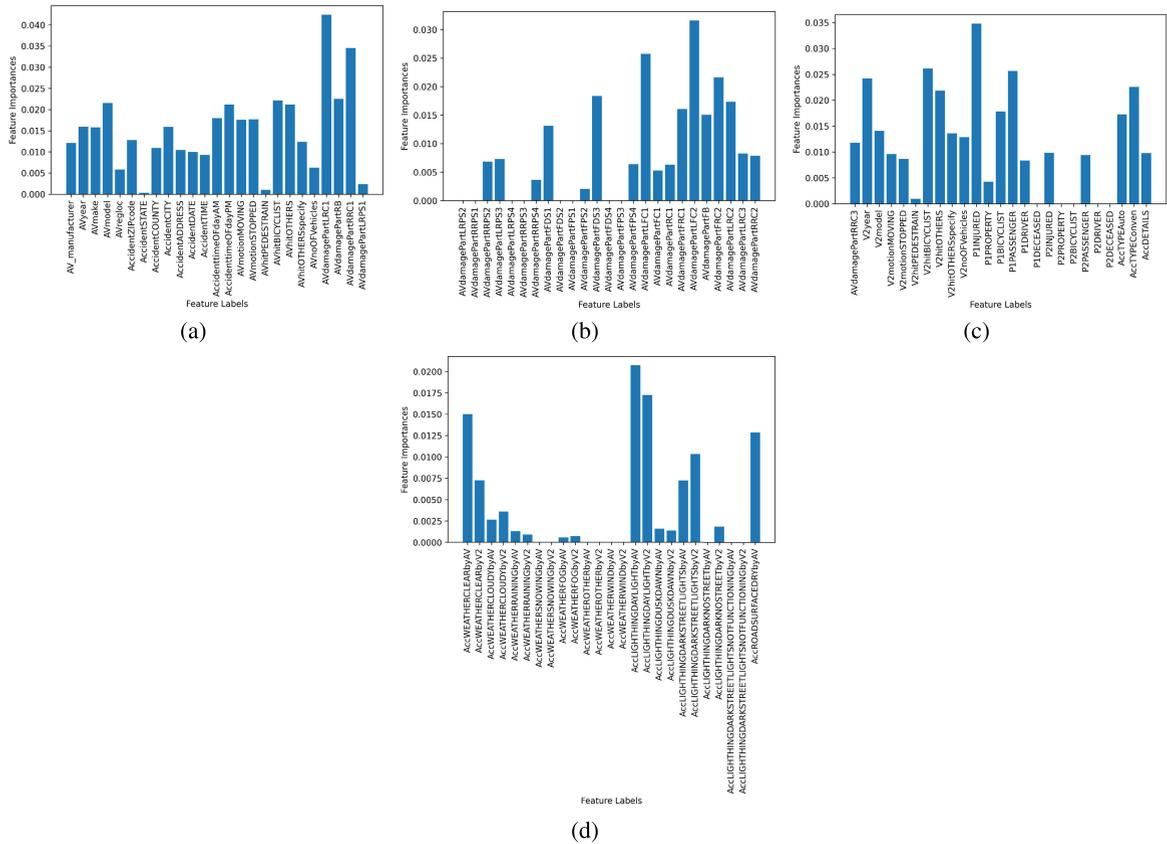 0.040
0.035
0.030
0.025
0.020
0.015
0.010
0.005
0.000
Feature Importances
AV_manufacturer
AVyear
AVmake
AVmodel
AVregloc
AccidentZIPcode
AccidentSTATE
AccidentCOUNTY
AccidentCITY
AccidentADDRESS
AccidentDATE
AccidentTIME
AccidenttimeOFdayAM
AccidenttimeOFdayPM
AVmotionMOVING
AVmotionSTOPPED
AVhitPEDESTRAIN
AVhitBICYCLIST
AVhitOTHERS
AVhitOTHERSspecify
AVnoOFVehicles
AVdamagePartLRC1
AVdamagePartRB
AVdamagePartRRC1
AVdamagePartLRPS1
Feature Labels
(a)
0.030
0.025
0.020
0.015
0.010
0.005
0.000
Feature Importances
AVdamagePartLRPS2
AVdamagePartRRPS1
AVdamagePartRRPS2
AVdamagePartLRPS3
AVdamagePartLRPS4
AVdamagePartRRPS3
AVdamagePartRRPS4
AVdamagePartFDS1
AVdamagePartFDS2
AVdamagePartFPS1
AVdamagePartFPS2
AVdamagePartFDS3
AVdamagePartFDS4
AVdamagePartFPS3
AVdamagePartFPS4
AVdamagePartLFC1
AVdamagePartFC1
AVdamagePartRC1
AVdamagePartFRC1
AVdamagePartLFC2
AVdamagePartFB
AVdamagePartFRC2
AVdamagePartLRC2
AVdamagePartLRC3
AVdamagePartRRC2
Feature Labels
(b)
0.035
0.030
0.025
0.020
0.015
0.010
0.005
0.000
Feature Importances
AVdamagePartRRC3
V2year
V2model
V2motionMOVING
V2motionSTOPPED
V2hitPEDESTRAIN
V2hitBICYCLIST
V2hitOTHERS
V2hitOTHERSspecify
V2noOFVehicles
P1INJURED
P1PROPERTY
P1BICYCLIST
P1PASSENGER
P1DRIVER
P1DECEASED
P2INJURED
P2ROPERTY
P2BICYCLIST
P2PASSENGER
P2DRIVER
P2DECEASED
AccTYPEAuto
AccTYPEConven
AccDETAILS
Feature Labels
(c)
0.0200
0.0175
0.0150
0.0125
0.0100
0.0075
0.0050
0.0025
0.0000
Feature Importances
AccWEATHERCLEARbyAV
AccWEATHERCLEARbyV2
AccWEATHERCLOUDYbyAV
AccWEATHERCLOUDYbyV2
AccWEATHERRAININGbyAV
AccWEATHERRAININGbyV2
AccWEATHERSNOWINGbyAV
AccWEATHERSNOWINGbyV2
AccWEATHERFOGbyAV
AccWEATHERFOGbyV2
AccWEATHEROTHERbyAV
AccWEATHEROTHERbyV2
AccWEATHERWINDbyAV
AccWEATHERWINDbyV2
AccLIGHTHINGDAYLIGHTbyAV
AccLIGHTHINGDAYLIGHTbyV2
AccLIGHTHINGDUSKDAWNbyAV
AccLIGHTHINGDUSKDAWNbyV2
AccLIGHTHINGDARKSTREETLIGHTSbyAV
AccLIGHTHINGDARKSTREETLIGHTSbyV2
AccLIGHTHINGDARKNOSTREETbyAV
AccLIGHTHINGDARKNOSTREETbyV2
AccLIGHTHINGDARKSTREETLIGHTSNOTFUNCTIONINGbyAV
AccLIGHTHINGDARKSTREETLIGHTSNOTFUNCTIONINGbyV2
AccROADSURFACEDRYbyAV
Feature Labels
(d)